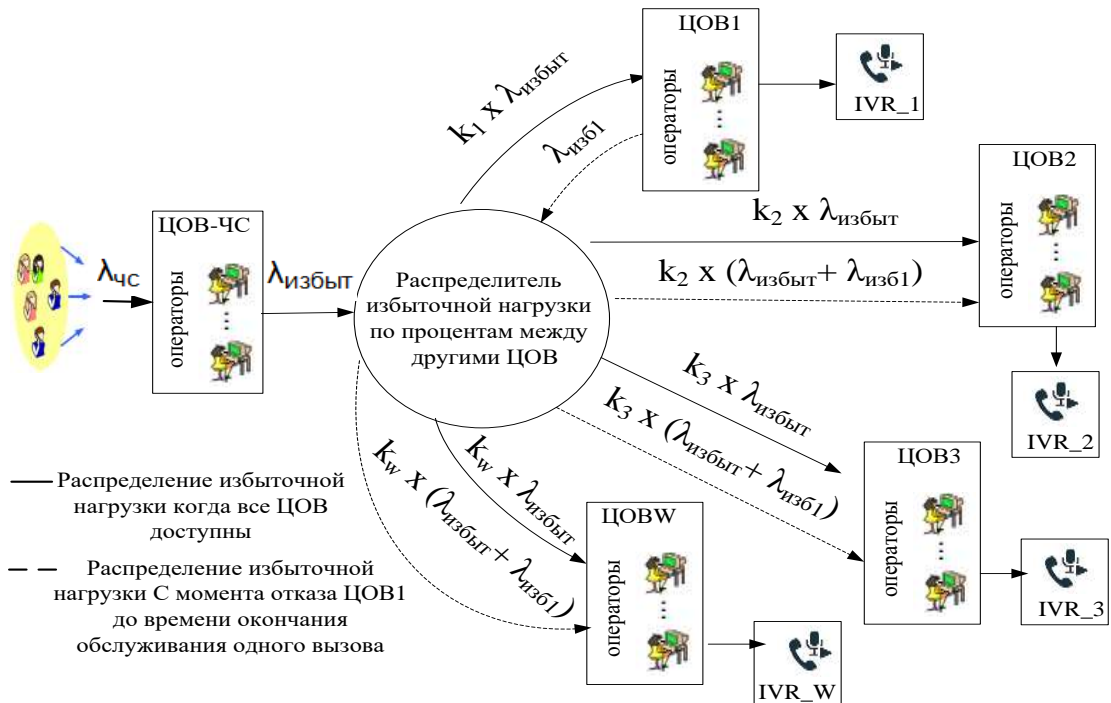 ЦОВ1
операторы
IVR_1
k1 x λизбыт
λизб1
ЦОВ2
операторы
IVR_2
k2 x λизбыт
k2 x (λизбыт+ λизб1)
λчс
ЦОВ-ЧС
операторы
λизбыт
Распределитель
избыточной нагрузки
по процентам между
другими ЦОВ
k3 x λизбыт
k3 x (λизбыт+ λизб1)
ЦОВ3
операторы
IVR_3
kw x λизбыт
kw x (λизбыт+ λизб1)
ЦОВW
операторы
IVR_W
Распределение избыточной
нагрузки когда все ЦОВ
доступны
Распределение избыточной
нагрузки С момента отказа ЦОВ1
до времени окончания
обслуживания одного вызова